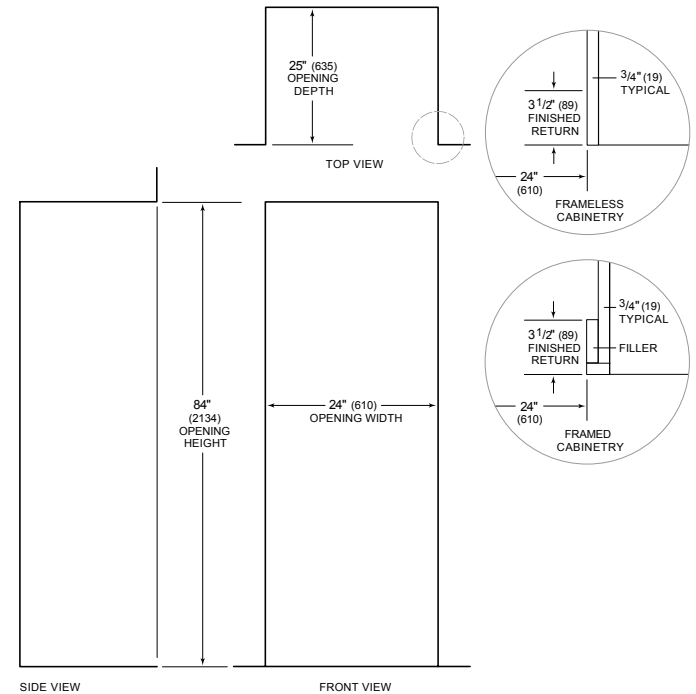 25" (635)
OPENING
DEPTH
TOP VIEW
3/4" (19)
TYPICAL
3 1/2" (89)
FINISHED
RETURN
24"
(610)
FRAMELESS
CABINETRY
3/4" (19)
TYPICAL
3 1/2" (89)
FINISHED
RETURN
FILLER
24"
(610)
FRAMED
CABINETRY
84"
(2134)
OPENING
HEIGHT
24" (610)
OPENING WIDTH
SIDE VIEW
FRONT VIEW